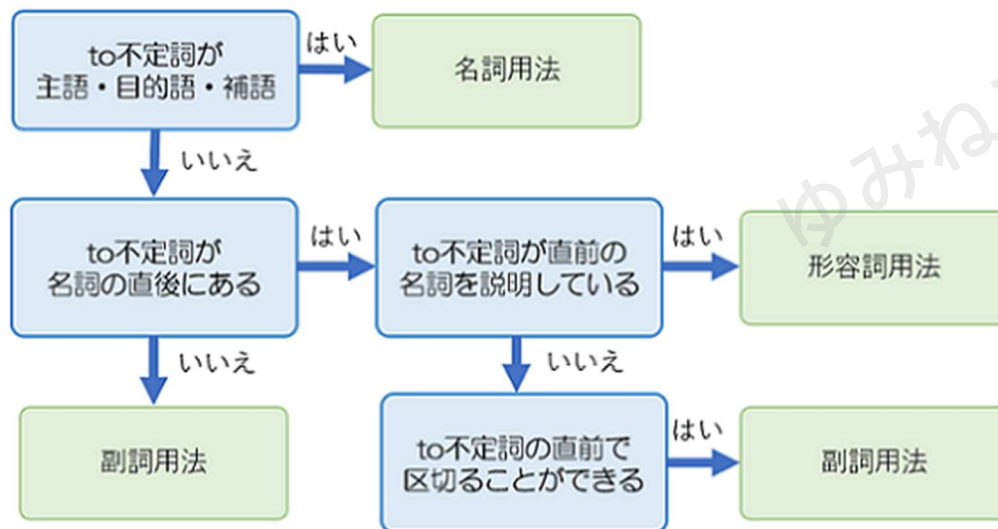 to不定詞が
主語・目的語・補語
はい
名詞用法
いいえ
to不定詞が
名詞の直後にある
はい
to不定詞が直前の
名詞を説明している
はい
形容詞用法
いいえ
いいえ
副詞用法
to不定詞の直前で
区切ることができる
はい
副詞用法
ゆみね